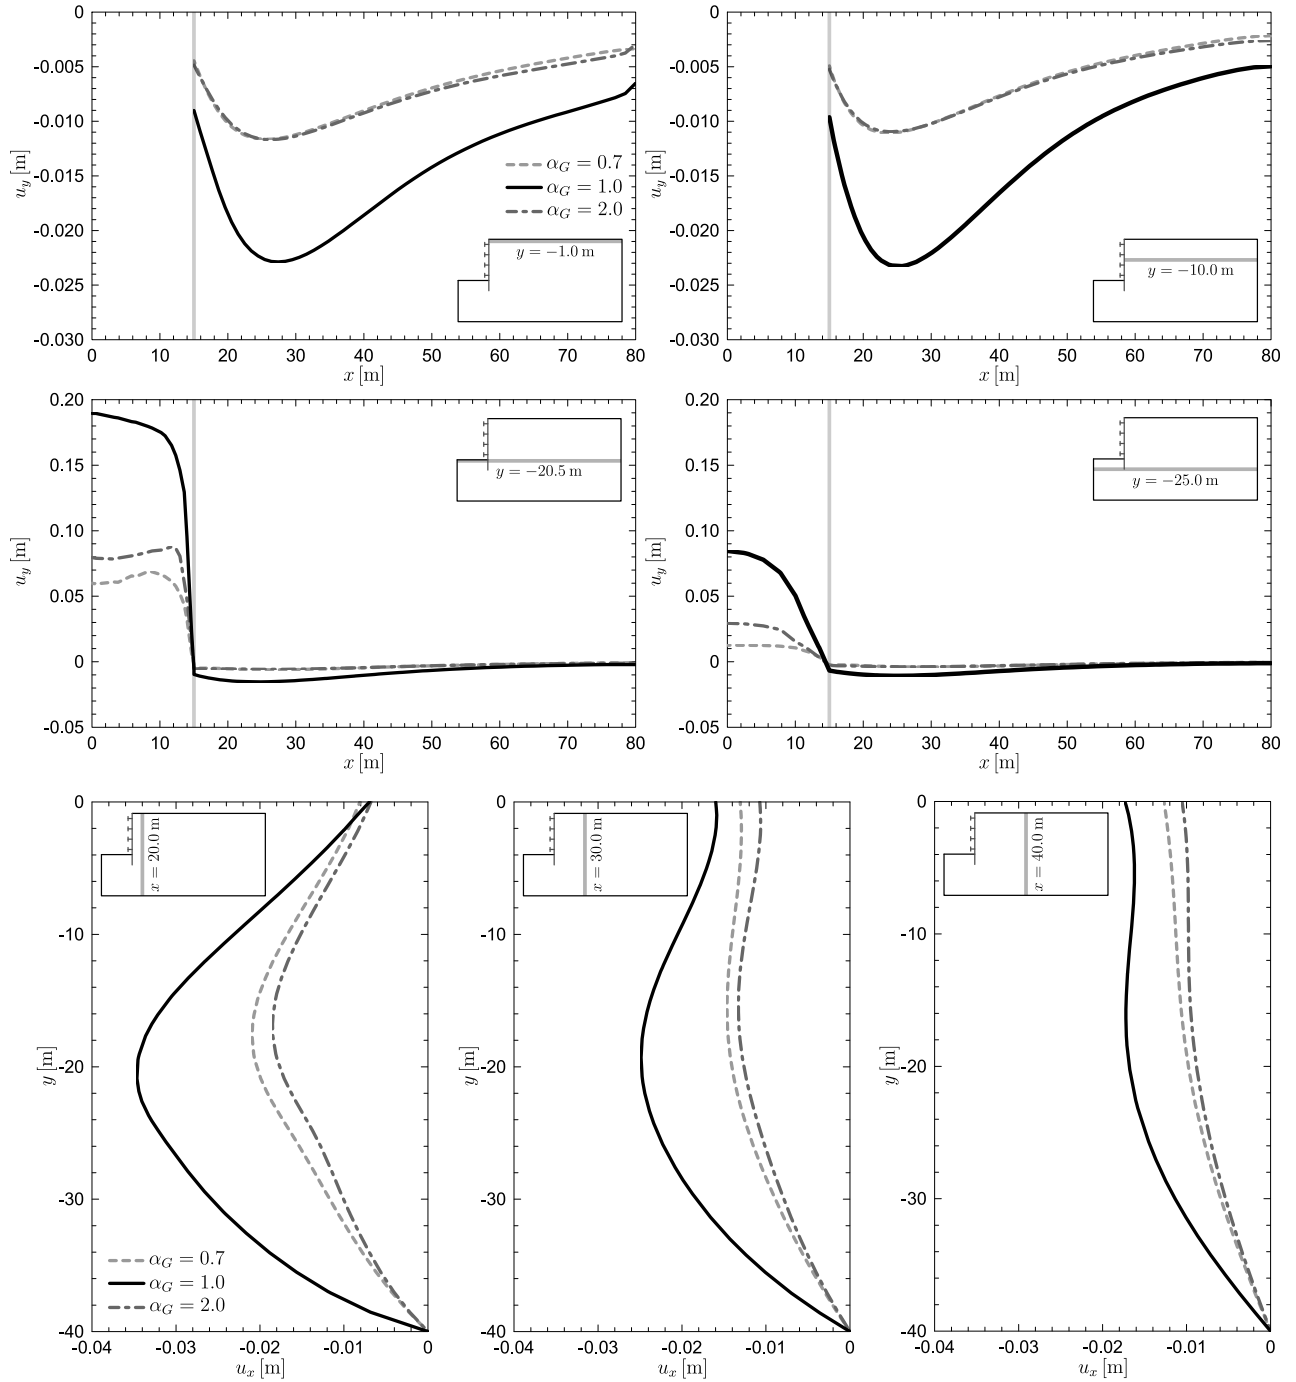 0
-0.005
-0.010
-0.015
-0.020
-0.025
-0.030
u_y [m]
α_G = 0.7
α_G = 1.0
α_G = 2.0
y = −1.0 m
0 10 20 30 40 50 60 70 80
x [m]
0
-0.005
-0.010
-0.015
-0.020
-0.025
-0.030
u_y [m]
y = −10.0 m
0 10 20 30 40 50 60 70 80
x [m]
0.20
0.15
0.10
0.05
0
-0.05
u_y [m]
y = −20.5 m
0 10 20 30 40 50 60 70 80
x [m]
0.20
0.15
0.10
0.05
0
-0.05
u_y [m]
y = −25.0 m
0 10 20 30 40 50 60 70 80
x [m]
0
-10
-20
-30
-40
y [m]
x = 20.0 m
α_G = 0.7
α_G = 1.0
α_G = 2.0
-0.04 -0.03 -0.02 -0.01 0
u_x [m]
0
-10
-20
-30
-40
y [m]
x = 30.0 m
-0.04 -0.03 -0.02 -0.01 0
u_x [m]
0
-10
-20
-30
-40
y [m]
x = 40.0 m
-0.04 -0.03 -0.02 -0.01 0
u_x [m]